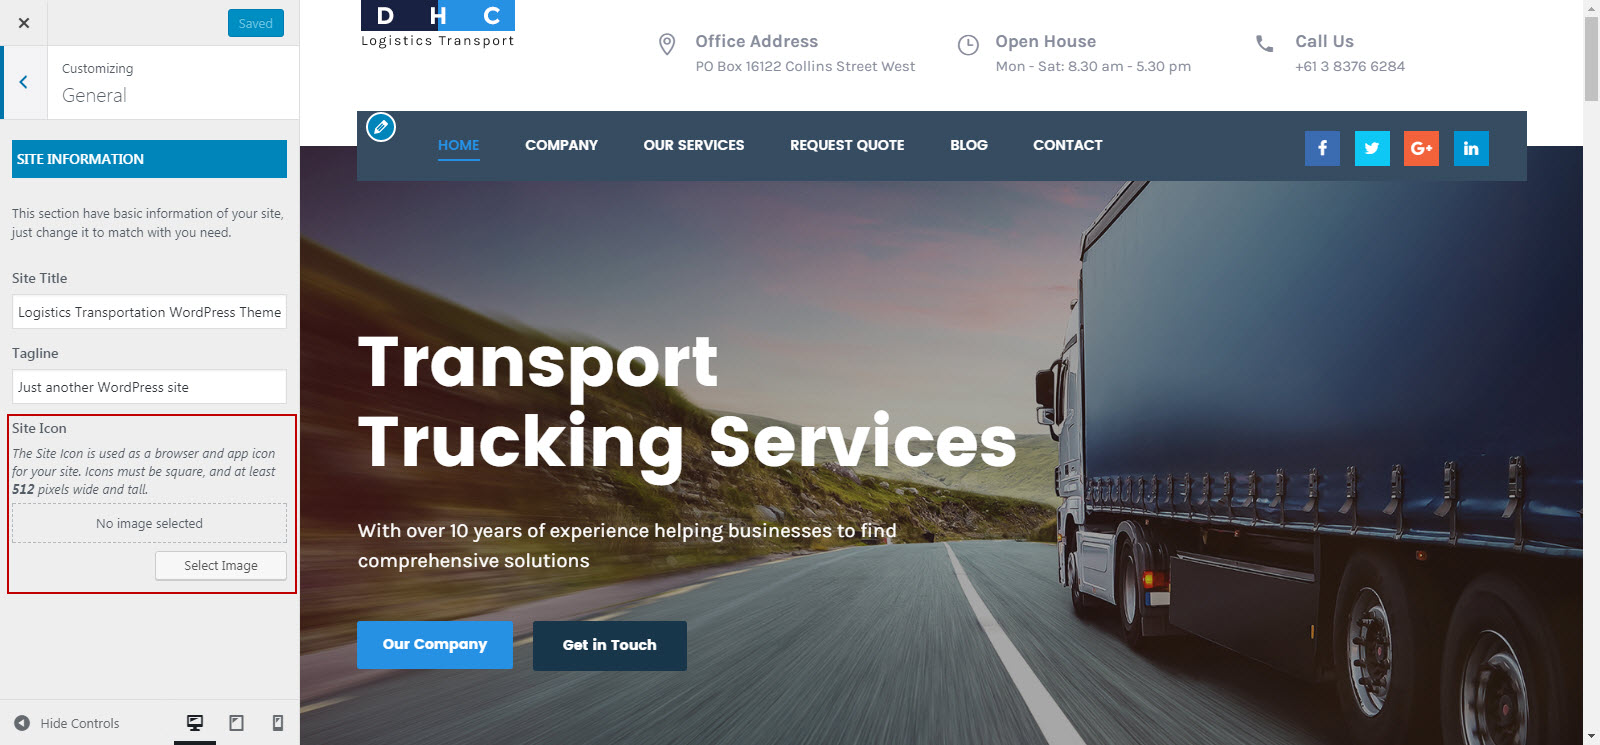 Saved
Customizing
General
SITE INFORMATION
This section have basic information of your site,
just change it to match with you need.
Site Title
Logistics Transportation WordPress Theme
Tagline
Just another WordPress site
Site Icon
The Site Icon is used as a browser and app icon
for your site. Icons must be square, and at least
512 pixels wide and tall.
No image selected
Select Image
Hide Controls
DHC
Logistics Transport
Office Address
PO Box 16122 Collins Street West
Open House
Mon - Sat: 8.30 am - 5.30 pm
Call Us
+61 3 8376 6284
HOME COMPANY OUR SERVICES REQUEST QUOTE BLOG CONTACT
f G+ in
Transport
Trucking Services
With over 10 years of experience helping businesses to find
comprehensive solutions
Our Company Get in Touch